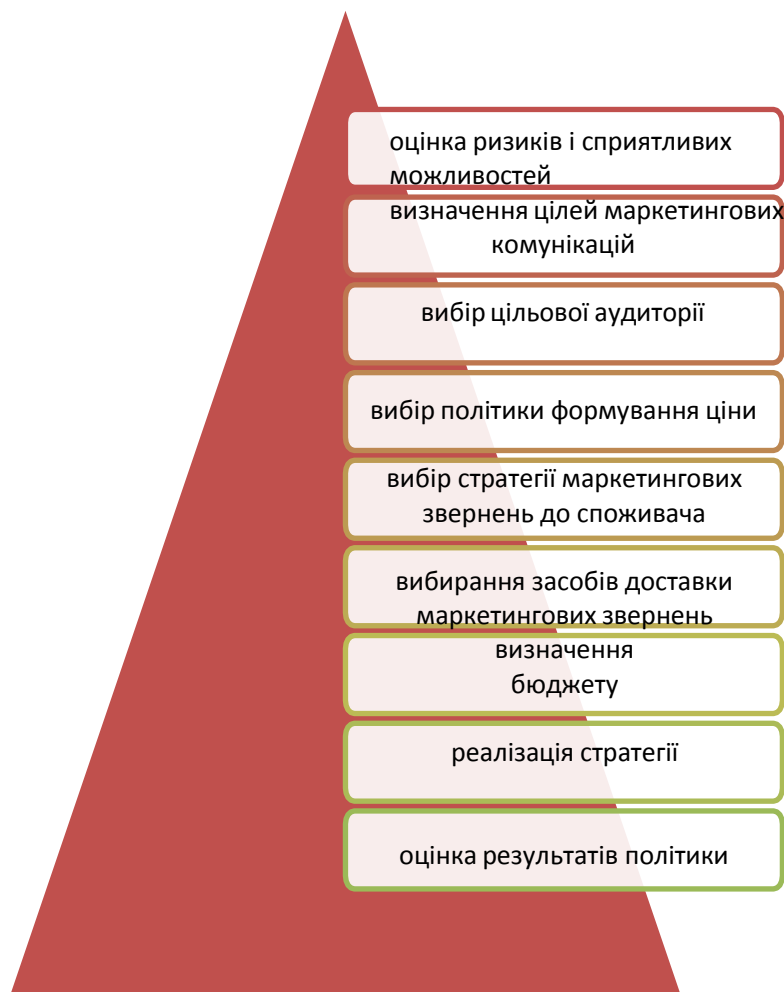 оцінка ризиків і сприятливих
можливостей
визначення цілей маркетингових
комунікацій
вибір цільової аудиторії
вибір політики формування ціни
вибір стратегії маркетингових
звернень до споживача
вибирання засобів доставки
маркетингових звернень
визначення
бюджету
реалізація стратегії
оцінка результатів політики